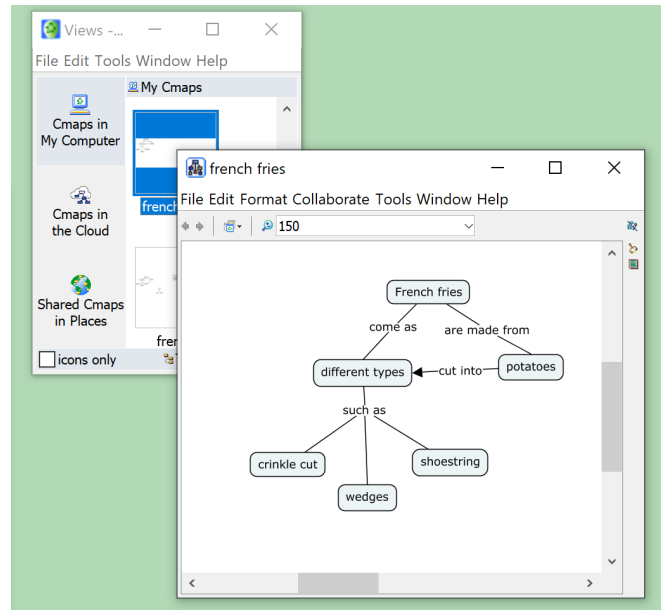 Views -...
File Edit Tools Window Help
My Cmaps
Cmaps in
My Computer
french
Cmaps in
the Cloud
Shared Cmaps
in Places
fren
icons only
french fries
File Edit Format Collaborate Tools Window Help
150
French fries
come as
are made from
different types
cut into
potatoes
such as
crinkle cut
shoestring
wedges